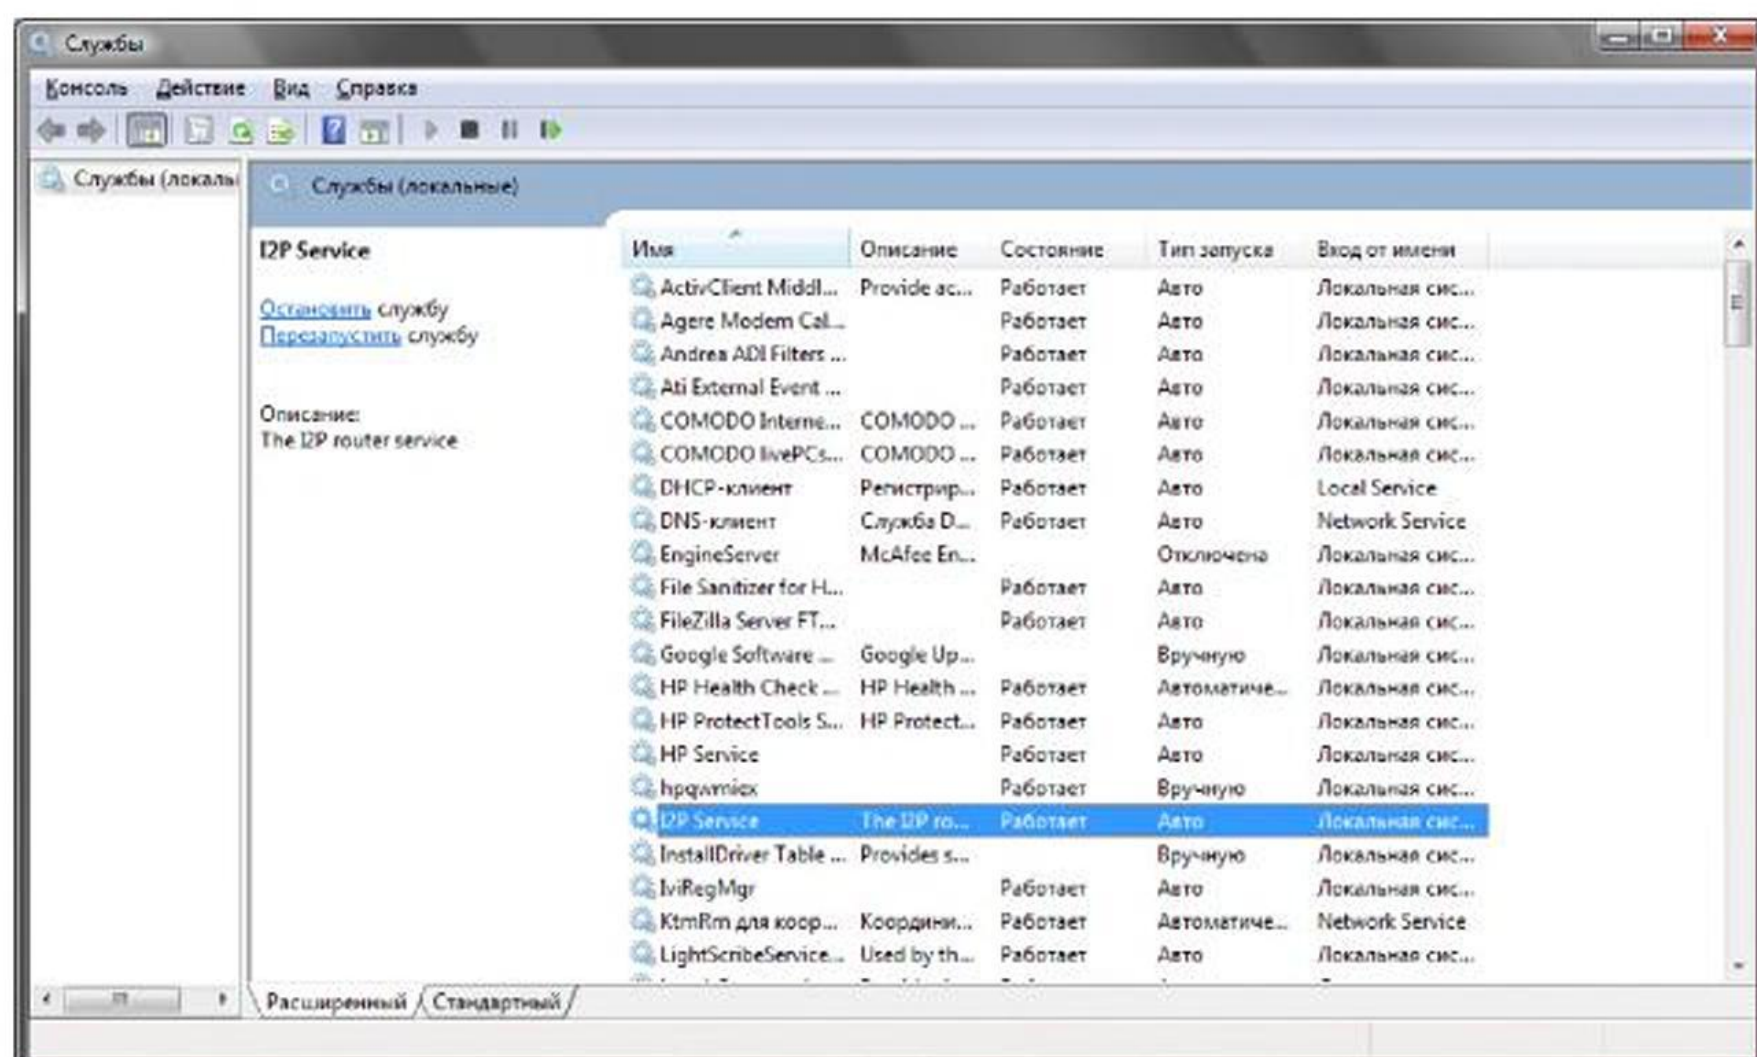 Службы
Консоль Действие Вид Справка
Службы (локалы
Службы (локальные)
I2P Service
Остановить службу
Перезапустить службу
Описание:
The I2P router service
Имя Описание Состояние Тип запуска Вход от имени
ActivClient Middl... Provide ac... Работает Авто Локальная сис...
Agere Modem Cal... Работает Авто Локальная сис...
Andrea ADI Filters ... Работает Авто Локальная сис...
Ati External Event ... Работает Авто Локальная сис...
COMODO Interne... COMODO ... Работает Авто Локальная сис...
COMODO livePCs... COMODO ... Работает Авто Локальная сис...
DHCP-клиент Регистрир... Работает Авто Local Service
DNS-клиент Служба D... Работает Авто Network Service
EngineServer McAfee En... Отключена Локальная сис...
File Sanitizer for H... Работает Авто Локальная сис...
FileZilla Server FT... Работает Авто Локальная сис...
Google Software ... Google Up... Вручную Локальная сис...
HP Health Check ... HP Health ... Работает Автоматиче... Локальная сис...
HP ProtectTools S... HP Protect... Работает Авто Локальная сис...
HP Service Работает Авто Локальная сис...
hpqwmiex Работает Вручную Локальная сис...
I2P Service The I2P ro... Работает Авто Локальная сис...
InstallDriver Table ... Provides s... Вручную Локальная сис...
IviRegMgr Работает Авто Локальная сис...
KtmRm для коор... Координи... Работает Автоматиче... Network Service
LightScribeService... Used by th... Работает Авто Локальная сис...
Расширенный Стандартный